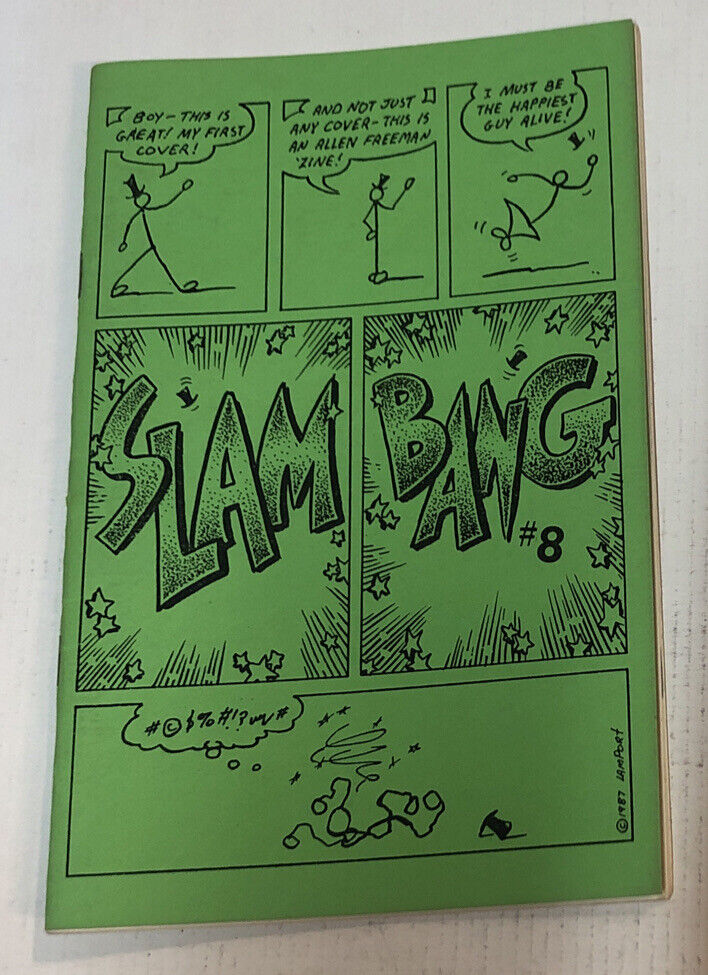 BOY - THIS IS
GREAT! MY FIRST
COVER!
AND NOT JUST
ANY COVER - THIS IS
AN ALLEN FREEMAN
'ZINE!
I MUST BE
THE HAPPIEST
GUY ALIVE!
SLAM
BANG
#8
©1987 LAMPORT